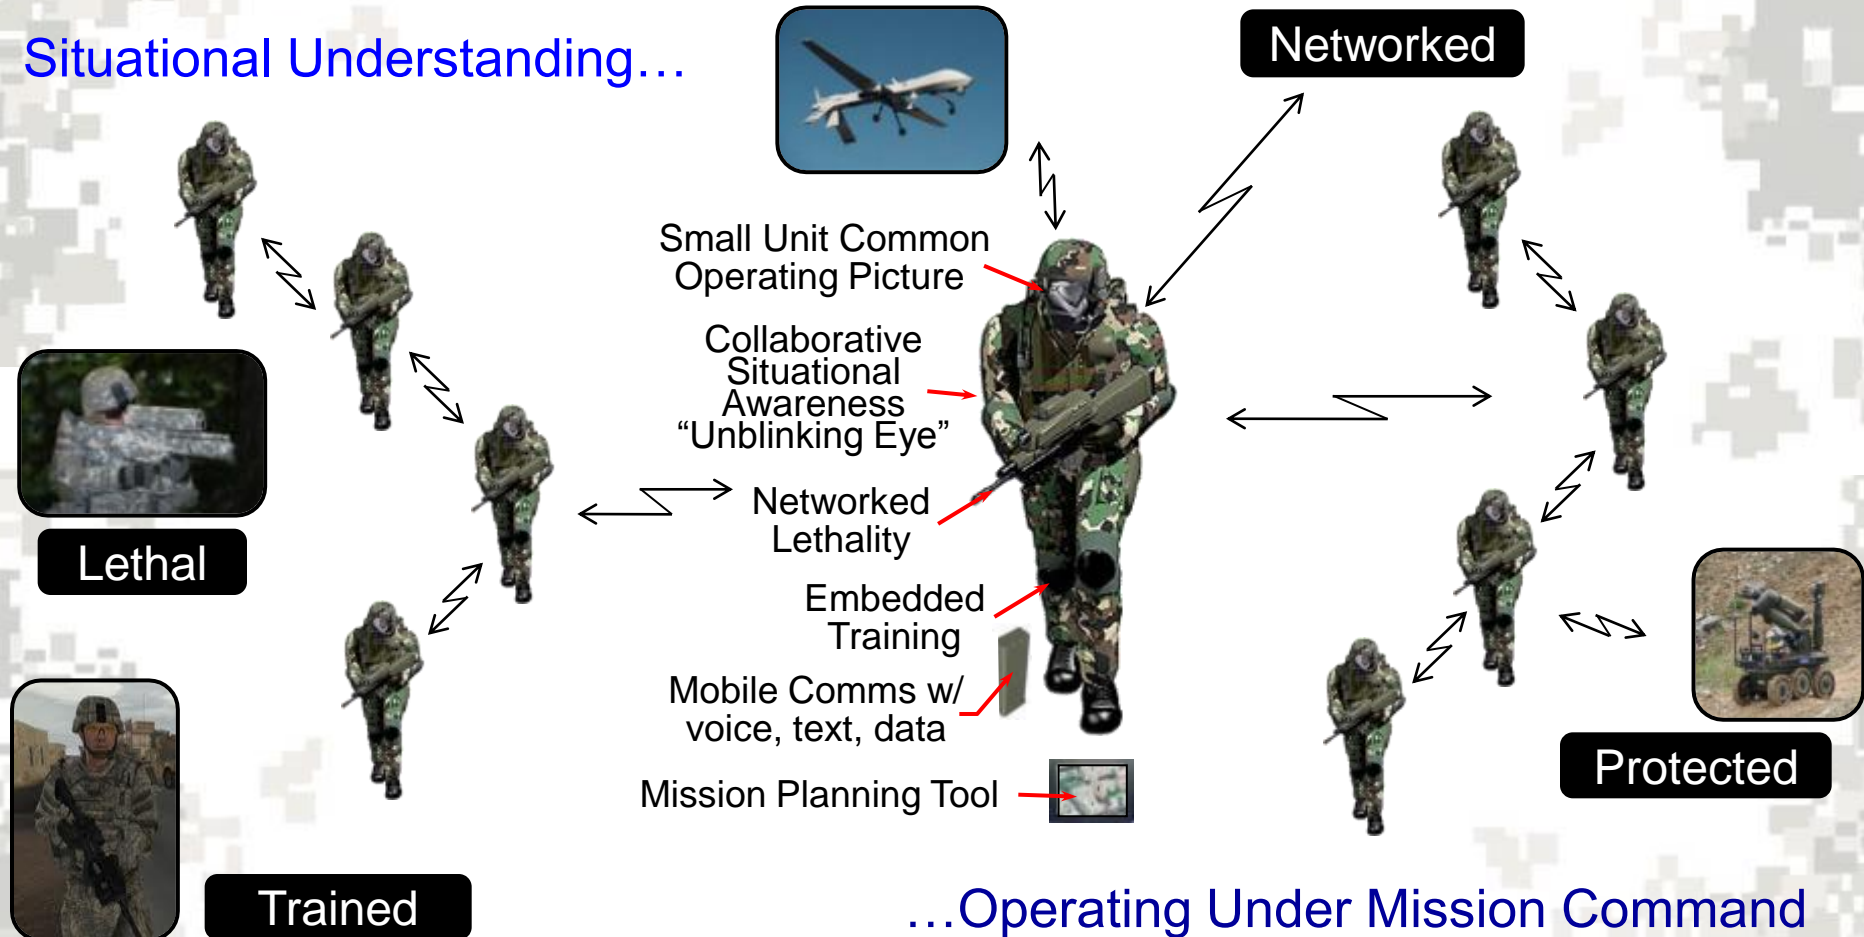 Situational Understanding…
Networked
Small Unit Common
Operating Picture
Collaborative
Situational
Awareness
“Unblinking Eye”
Networked
Lethality
Lethal
Embedded
Training
Mobile Comms w/
voice, text, data
Protected
Mission Planning Tool
Trained
…Operating Under Mission Command